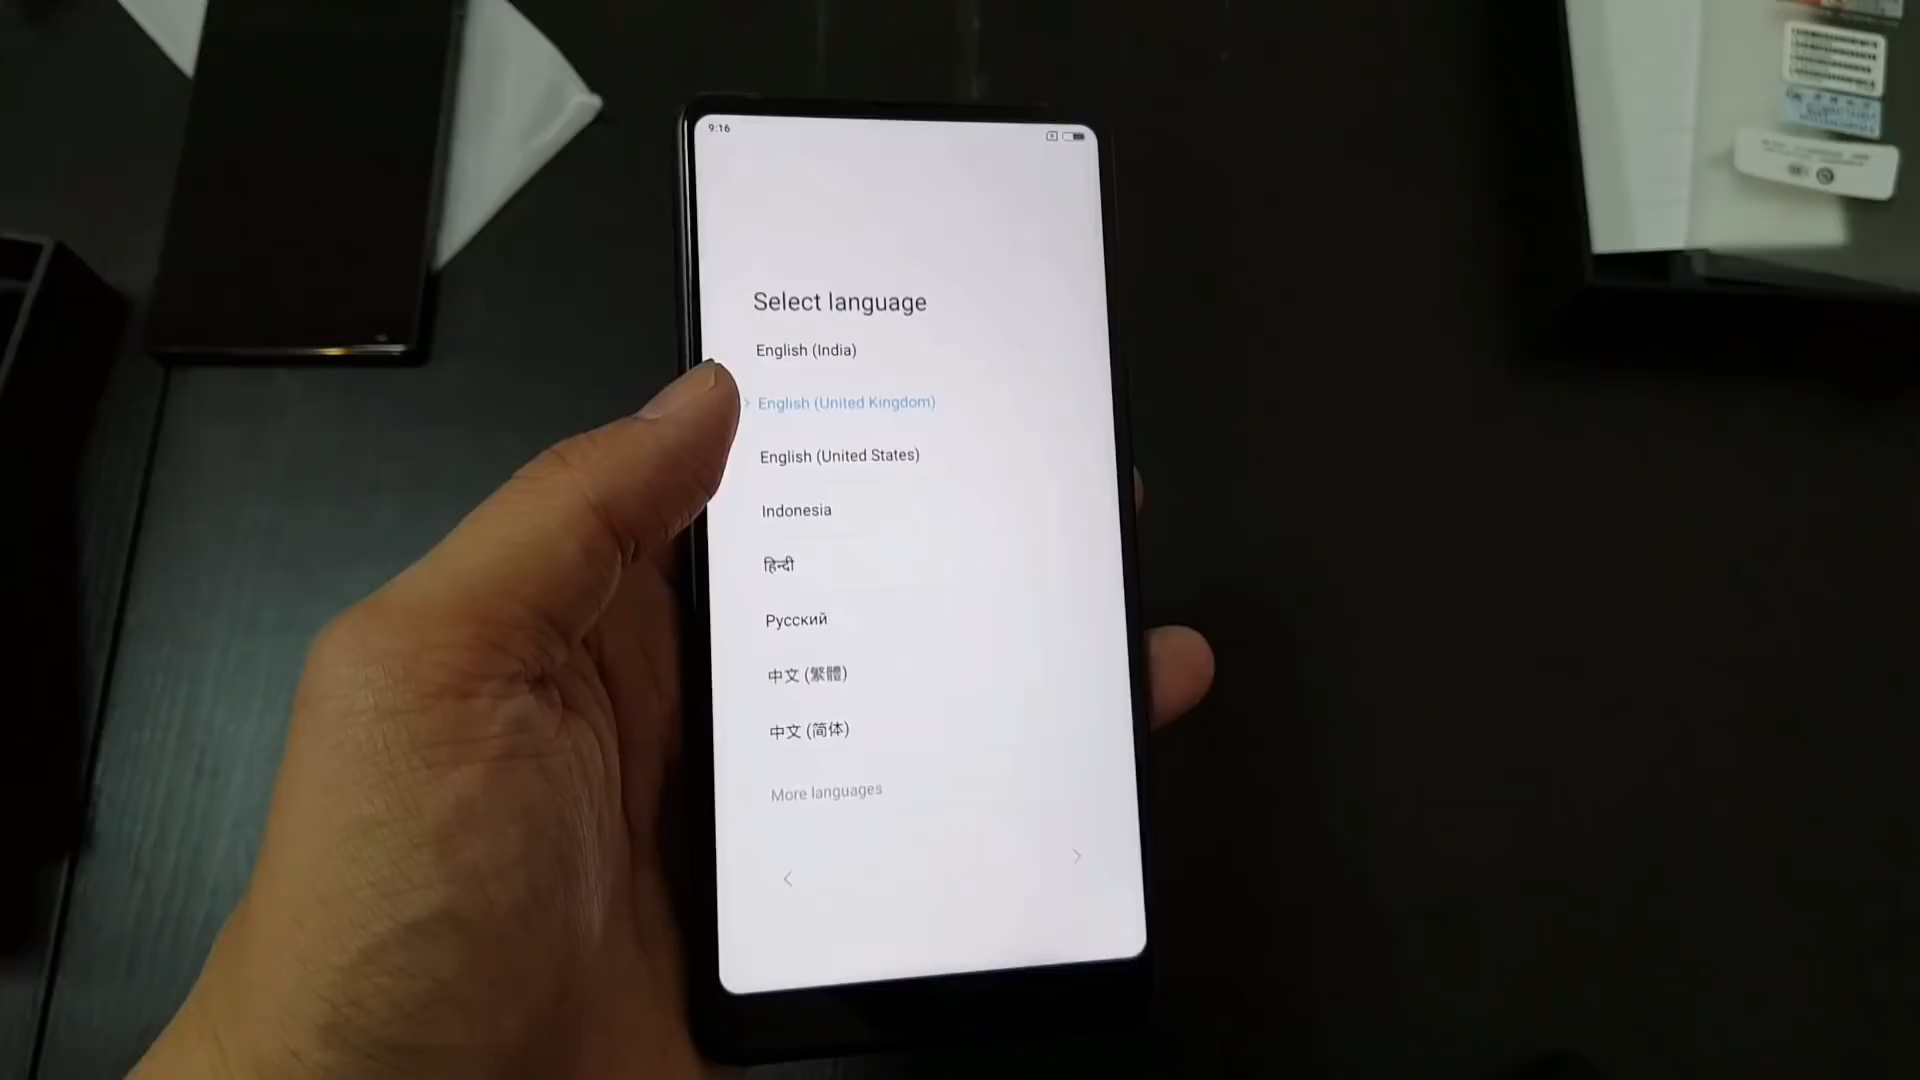 9:16
Select language
English (India)
English (United Kingdom)
English (United States)
Indonesia
हिन्दी
Русский
中文 (繁體)
中文 (简体)
More languages